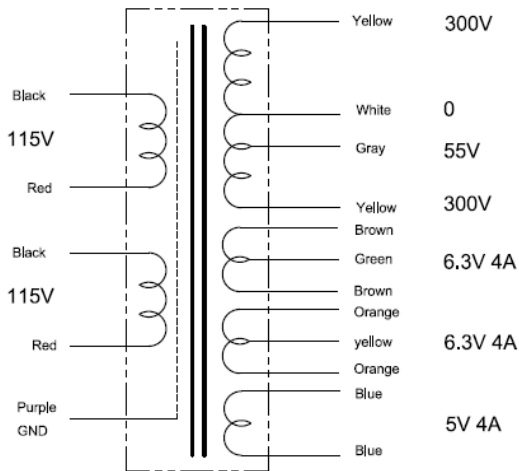 Yellow 300V
Black
115V
Red
White 0
Gray 55V
Yellow 300V
Brown
Green 6.3V 4A
Brown
Black
115V
Red
Orange
yellow 6.3V 4A
Orange
Purple
GND
Blue
5V 4A
Blue